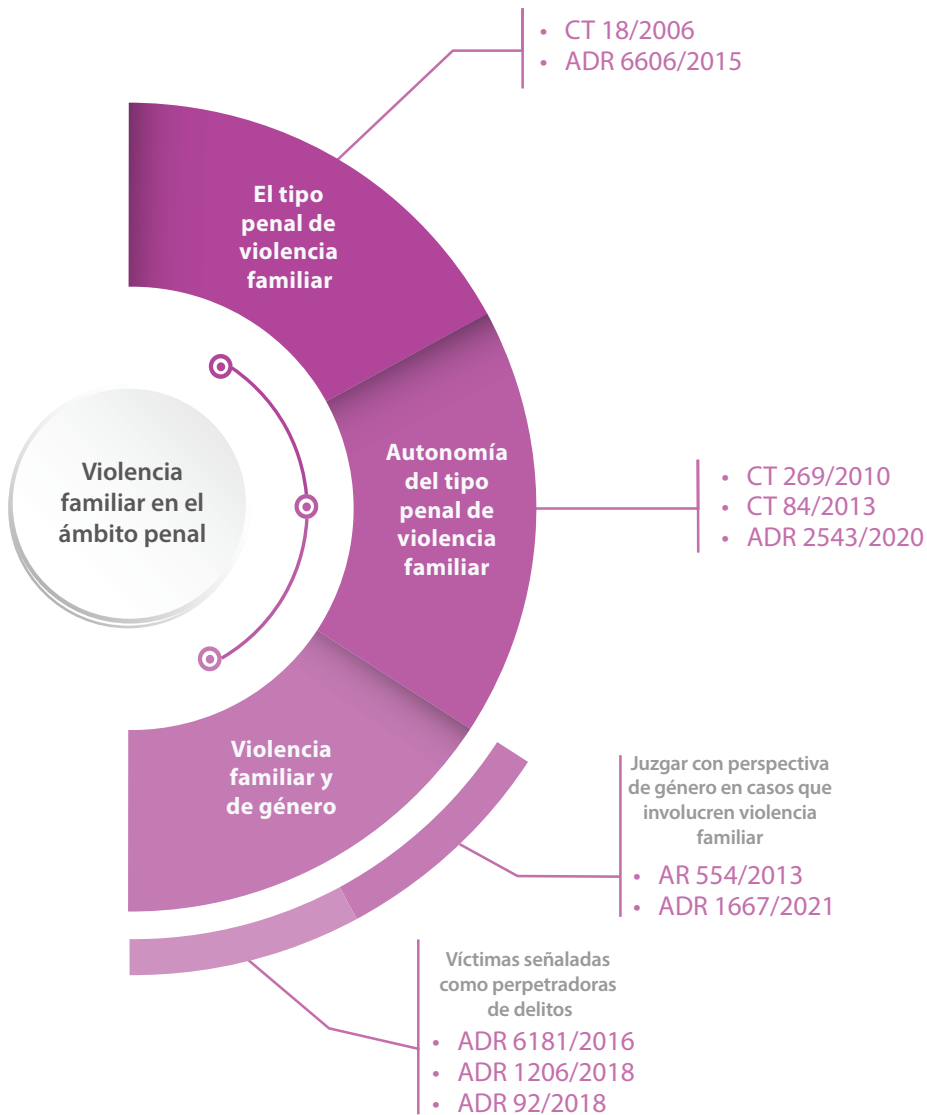 • CT 18/2006
• ADR 6606/2015
El tipo
penal de
violencia
familiar
Violencia
familiar en el
ámbito penal
Autonomía
del tipo
penal de
violencia
familiar
• CT 269/2010
• CT 84/2013
• ADR 2543/2020
Violencia
familiar y
de género
Juzgar con perspectiva
de género en casos que
involucren violencia
familiar
• AR 554/2013
• ADR 1667/2021
Víctimas señaladas
como perpetradoras
de delitos
• ADR 6181/2016
• ADR 1206/2018
• ADR 92/2018